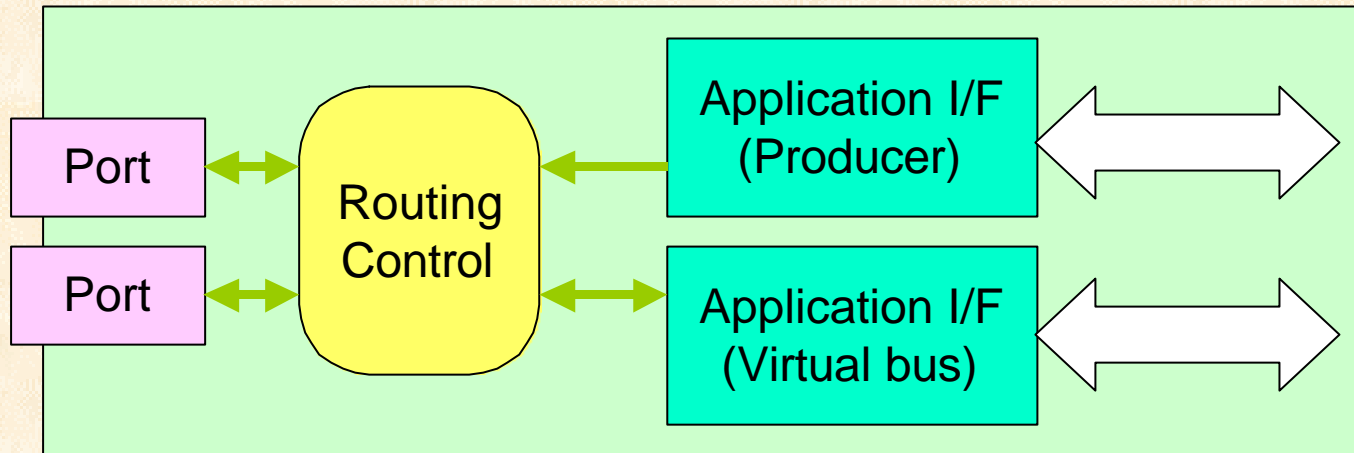 Port
Port
Routing
Control
Application I/F
(Producer)
Application I/F
(Virtual bus)